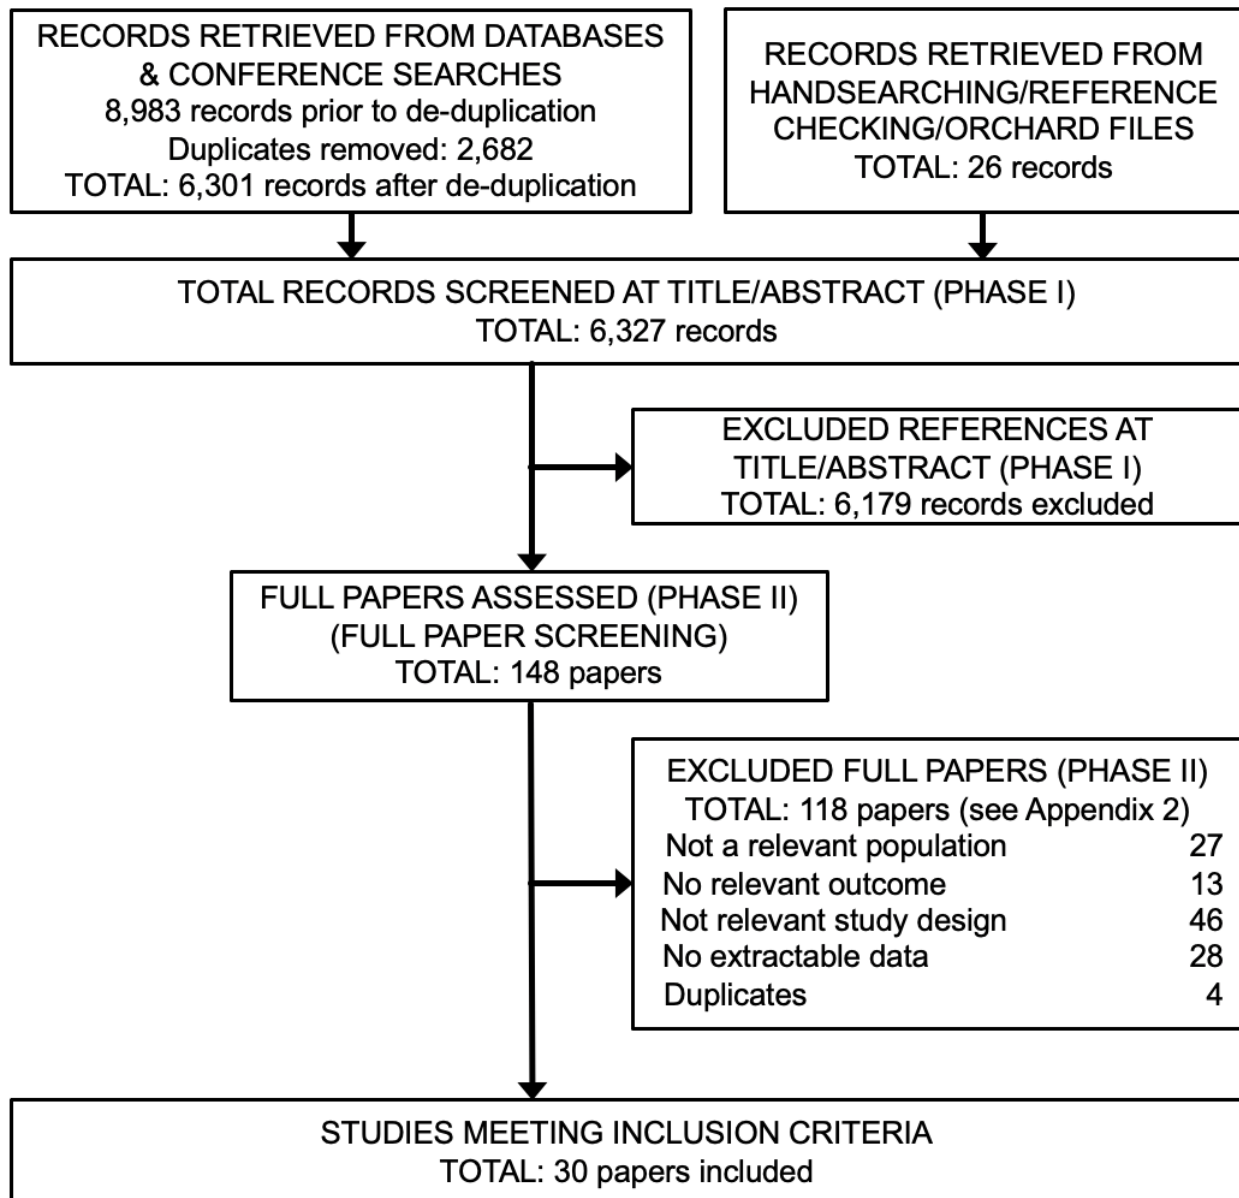 RECORDS RETRIEVED FROM DATABASES
& CONFERENCE SEARCHES
8,983 records prior to de-duplication
Duplicates removed: 2,682
TOTAL: 6,301 records after de-duplication
RECORDS RETRIEVED FROM
HANDSEARCHING/REFERENCE
CHECKING/ORCHARD FILES
TOTAL: 26 records
TOTAL RECORDS SCREENED AT TITLE/ABSTRACT (PHASE I)
TOTAL: 6,327 records
EXCLUDED REFERENCES AT
TITLE/ABSTRACT (PHASE I)
TOTAL: 6,179 records excluded
FULL PAPERS ASSESSED (PHASE II)
(FULL PAPER SCREENING)
TOTAL: 148 papers
EXCLUDED FULL PAPERS (PHASE II)
TOTAL: 118 papers (see Appendix 2)
Not a relevant population 27
No relevant outcome 13
Not relevant study design 46
No extractable data 28
Duplicates 4
STUDIES MEETING INCLUSION CRITERIA
TOTAL: 30 papers included